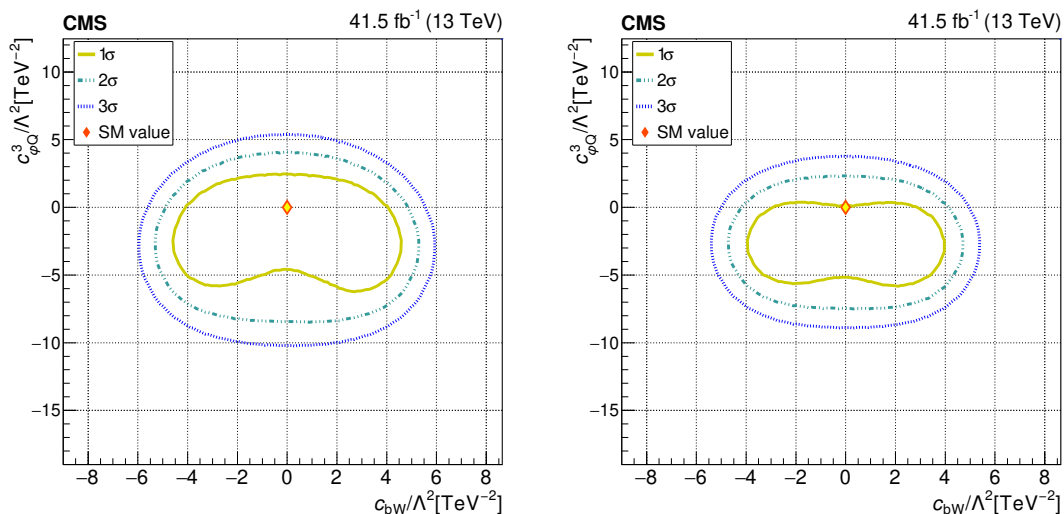 CMS 41.5 fb⁻¹ (13 TeV)
c³φQ/Λ²[TeV⁻²]
1σ
2σ
3σ
SM value
10
5
0
−5
−10
−15
−8 −6 −4 −2 0 2 4 6 8
cbW/Λ²[TeV⁻²]
CMS 41.5 fb⁻¹ (13 TeV)
c³φQ/Λ²[TeV⁻²]
1σ
2σ
3σ
SM value
10
5
0
−5
−10
−15
−8 −6 −4 −2 0 2 4 6 8
cbW/Λ²[TeV⁻²]